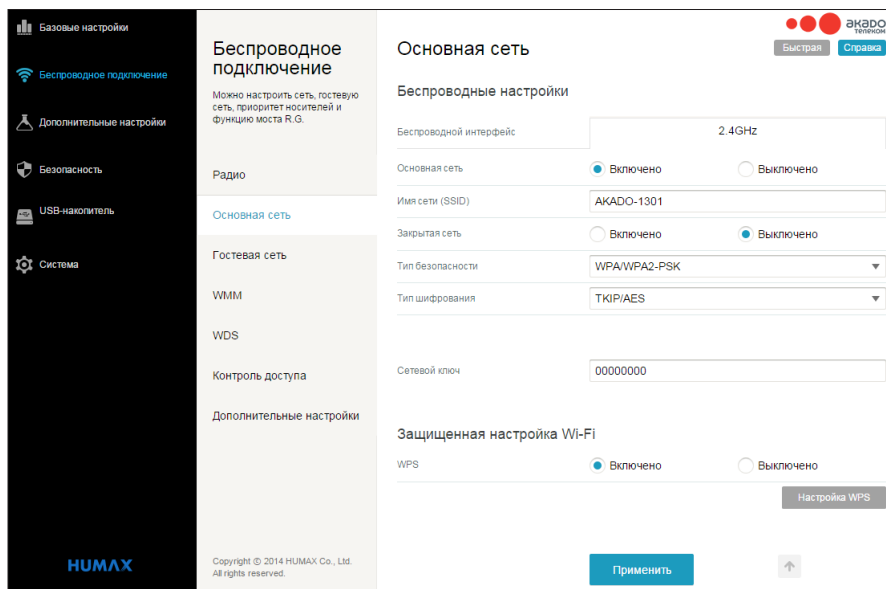 Базовые настройки
Беспроводное подключение
Дополнительные настройки
Безопасность
USB-накопитель
Система
HUMAX
Беспроводное
подключение
Можно настроить сеть, гостевую
сеть, приоритет носителей и
функцию моста R.G.
Радио
Основная сеть
Гостевая сеть
WMM
WDS
Контроль доступа
Дополнительные настройки
Copyright © 2014 HUMAX Co., Ltd.
All rights reserved.
акадо
телеком
Основная сеть
Быстрая Справка
Беспроводные настройки
Беспроводной интерфейс 2.4GHz
Основная сеть Включено Выключено
Имя сети (SSID) AKADO-1301
Закрытая сеть Включено Выключено
Тип безопасности WPA/WPA2-PSK
Тип шифрования TKIP/AES
Сетевой ключ 00000000
Защищенная настройка Wi-Fi
WPS Включено Выключено
Настройка WPS
Применить